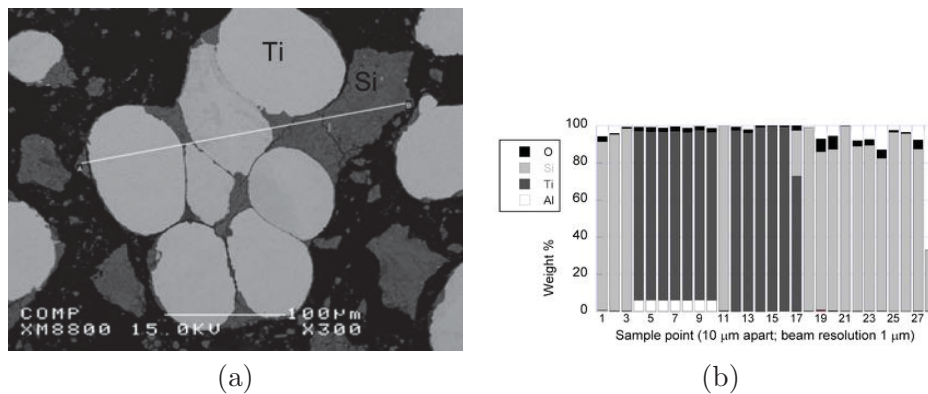 Ti
Si
COMP 100µm
XM8800 15.0KV X300
(a)
100
80
60
40
20
0
Weight %
O
Si
Ti
Al
1 3 5 7 9 11 13 15 17 19 21 23 25 27
Sample point (10 µm apart; beam resolution 1 µm)
(b)